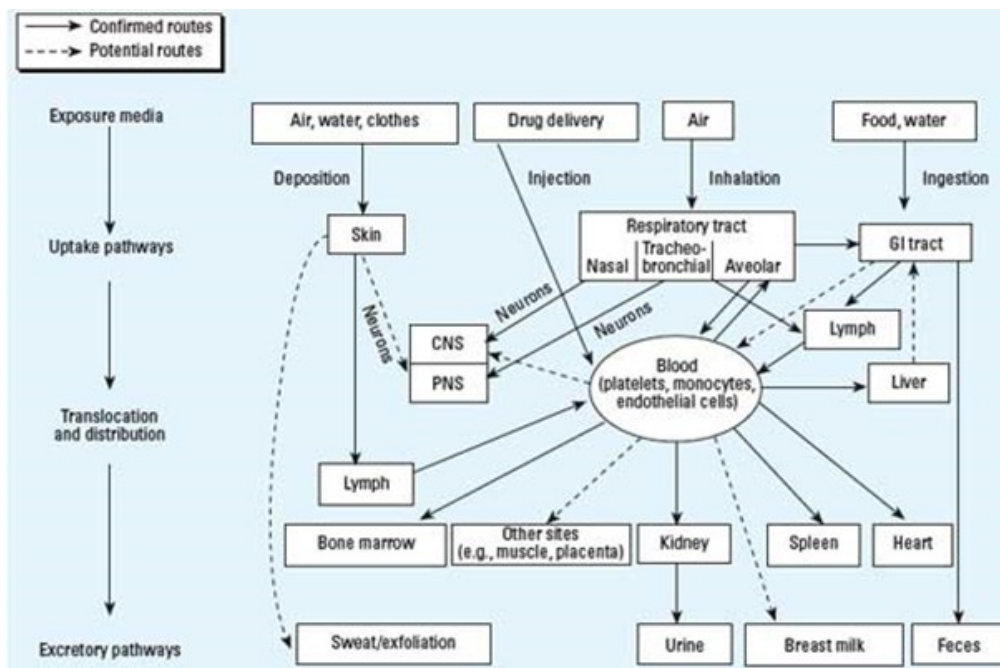 Confirmed routes
Potential routes
Exposure media
Air, water, clothes
Drug delivery
Air
Food, water
Deposition
Injection
Inhalation
Ingestion
Uptake pathways
Skin
Respiratory tract
Nasal
Tracheo-
bronchial
Aveolar
GI tract
Neurons
Neurons
Neurons
CNS
PNS
Lymph
Blood
(platelets, monocytes,
endothelial cells)
Liver
Translocation
and distribution
Lymph
Bone marrow
Other sites
(e.g., muscle, placenta)
Kidney
Spleen
Heart
Excretory pathways
Sweat/exfoliation
Urine
Breast milk
Feces